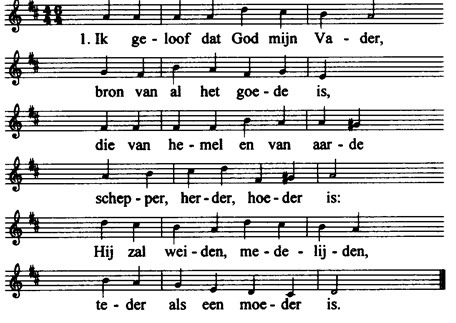 1. Ik ge - loof dat God mijn Va - der,
bron van al het goe - de is,
die van he - mel en van aar - de
schep - per, her - der, hoe - der is:
Hij zal wei - den, me - de - lij - den,
te - der als een moe - der is.